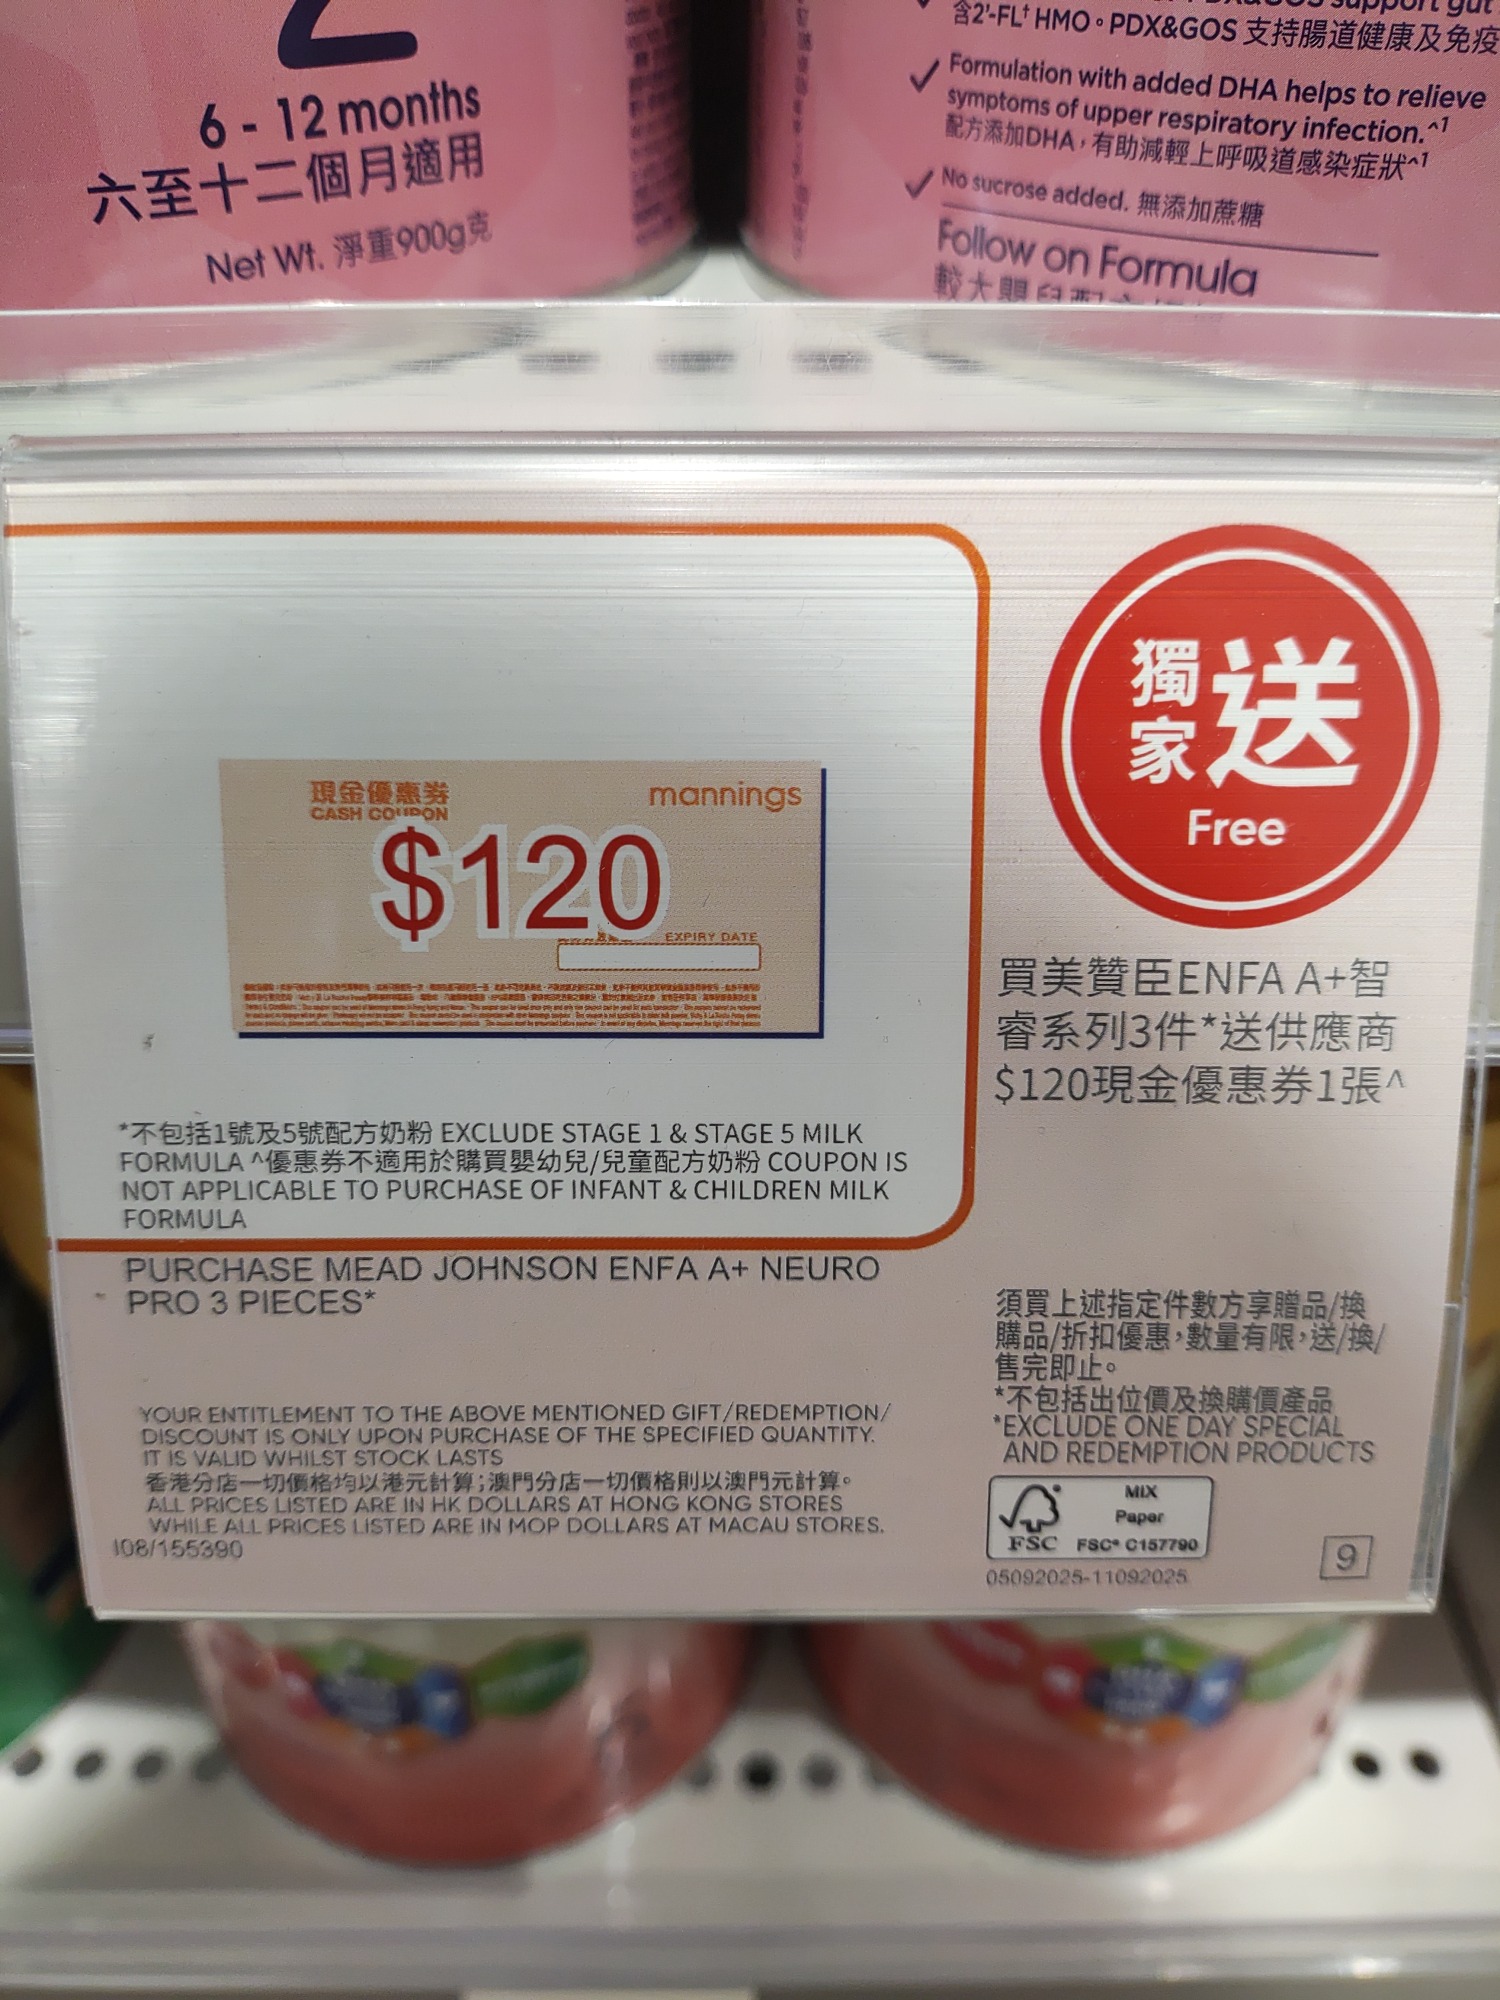 2
6 - 12 months
六至十二個月適用
Net Wt. 淨重900g克
support gut
含2'-FL† HMO。PDX&GOS 支持腸道健康及免疫
Formulation with added DHA helps to relieve
symptoms of upper respiratory infection.^1
配方添加DHA，有助減輕上呼吸道感染症狀^1
No sucrose added. 無添加蔗糖
Follow on Formula
現金優惠券
CASH COUPON
mannings
$120
EXPIRY DATE
*不包括1號及5號配方奶粉 EXCLUDE STAGE 1 & STAGE 5 MILK
FORMULA ^優惠券不適用於購買嬰幼兒/兒童配方奶粉 COUPON IS
NOT APPLICABLE TO PURCHASE OF INFANT & CHILDREN MILK
FORMULA
獨家送
Free
買美贊臣ENFA A+智
睿系列3件*送供應商
$120現金優惠券1張^
PURCHASE MEAD JOHNSON ENFA A+ NEURO
PRO 3 PIECES*
YOUR ENTITLEMENT TO THE ABOVE MENTIONED GIFT/REDEMPTION/
DISCOUNT IS ONLY UPON PURCHASE OF THE SPECIFIED QUANTITY.
IT IS VALID WHILST STOCK LASTS
香港分店一切價格均以港元計算；澳門分店一切價格則以澳門元計算。
ALL PRICES LISTED ARE IN HK DOLLARS AT HONG KONG STORES
WHILE ALL PRICES LISTED ARE IN MOP DOLLARS AT MACAU STORES.
I08/155390
須買上述指定件數方享贈品/換
購品/折扣優惠，數量有限，送/換/
售完即止。
*不包括出位價及換購價產品
*EXCLUDE ONE DAY SPECIAL
AND REDEMPTION PRODUCTS
FSC
MIX
Paper
FSC® C157790
05092025-11092025
9